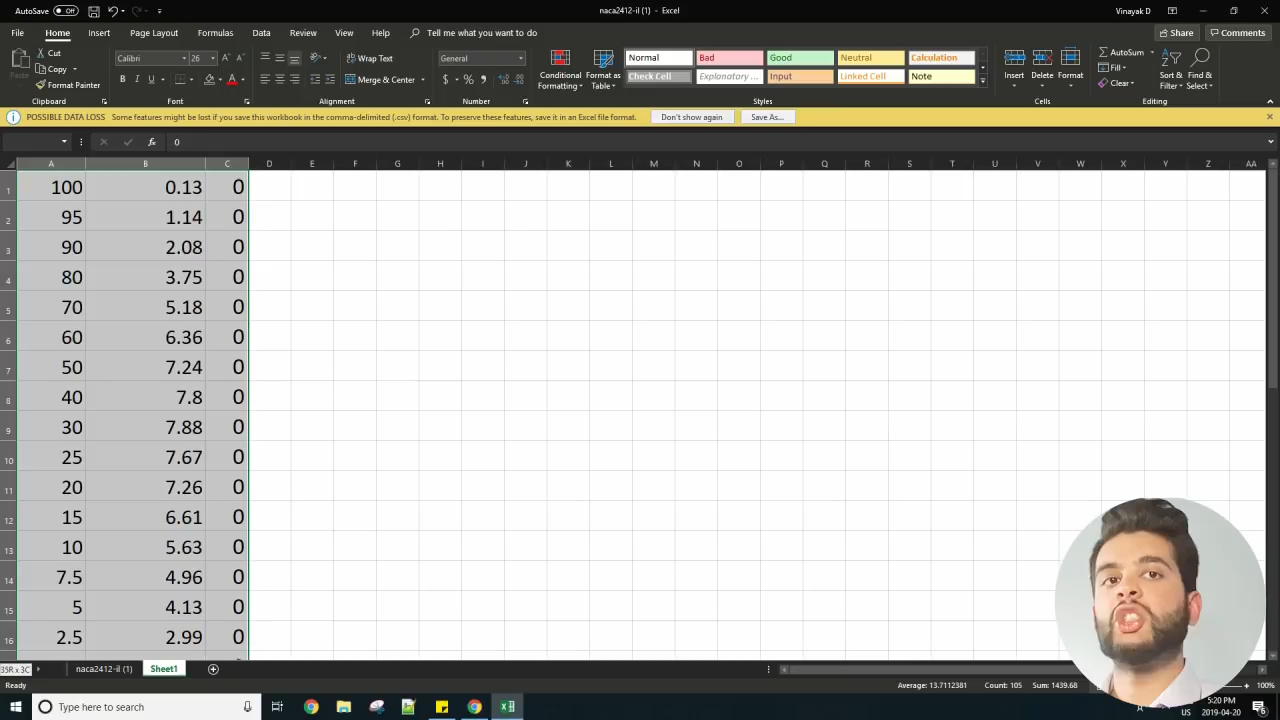 AutoSave Off
naca2412-il (1) - Excel
Vinayak D
File Home Insert Page Layout Formulas Data Review View Help Tell me what you want to do
Share Comments
Paste
Cut
Copy
Format Painter
Clipboard
Calibri 26
B I U
Font
Wrap Text
Merge & Center
Alignment
General
$ %
Number
Conditional Formatting
Format as Table
Normal Bad Good Neutral Calculation
Check Cell Explanatory ... Input Linked Cell Note
Styles
Insert Delete Format
Cells
AutoSum
Fill
Clear
Sort & Filter
Find & Select
Editing
POSSIBLE DATA LOSS Some features might be lost if you save this workbook in the comma-delimited (.csv) format. To preserve these features, save it in an Excel file format. Don't show again Save As...
fx 0
A B C D E F G H I J K L M N O P Q R S T U V W X Y Z AA
1 100 0.13 0
2 95 1.14 0
3 90 2.08 0
4 80 3.75 0
5 70 5.18 0
6 60 6.36 0
7 50 7.24 0
8 40 7.8 0
9 30 7.88 0
10 25 7.67 0
11 20 7.26 0
12 15 6.61 0
13 10 5.63 0
14 7.5 4.96 0
15 5 4.13 0
16 2.5 2.99 0
35R x 3C naca2412-il (1) Sheet1
Ready
Average: 13.7112381 Count: 105 Sum: 1439.68
100%
Type here to search
5:20 PM
US 2019-04-20